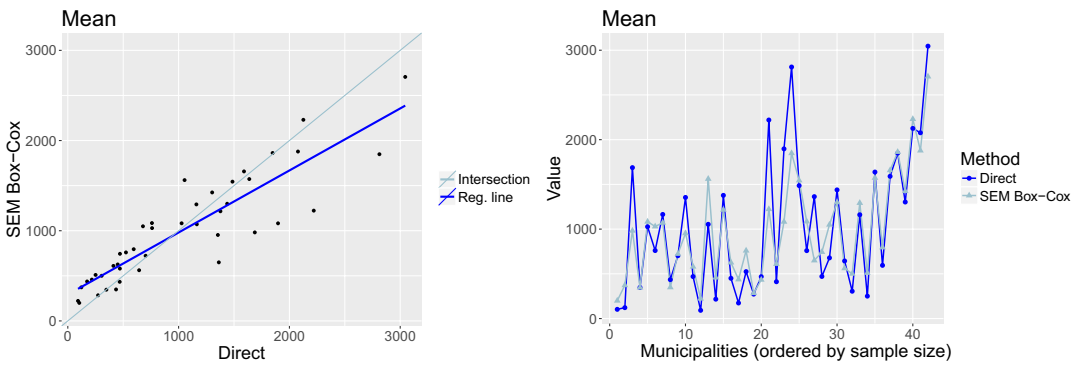 Mean
3000
2000
1000
0
0
1000
2000
3000
Direct
SEM Box−Cox
Intersection
Reg. line
Mean
3000
2000
1000
0
0
10
20
30
40
Municipalities (ordered by sample size)
Value
Method
Direct
SEM Box−Cox